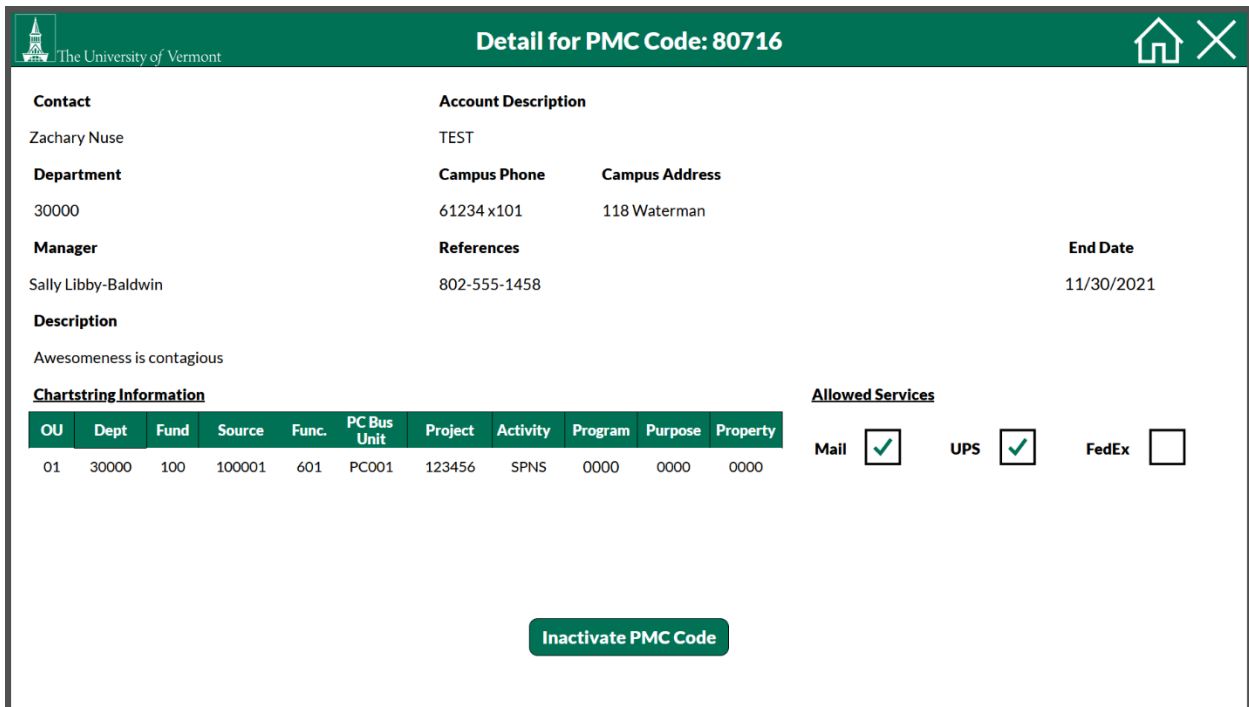 The University of Vermont
Detail for PMC Code: 80716
Contact Account Description
Zachary Nuse TEST
Department Campus Phone Campus Address
30000 61234 x101 118 Waterman
Manager References End Date
Sally Libby-Baldwin 802-555-1458 11/30/2021
Description
Awesomeness is contagious
Chartstring Information Allowed Services
OU Dept Fund Source Func. PC Bus Unit Project Activity Program Purpose Property
01 30000 100 100001 601 PC001 123456 SPNS 0000 0000 0000
Mail UPS FedEx
Inactivate PMC Code